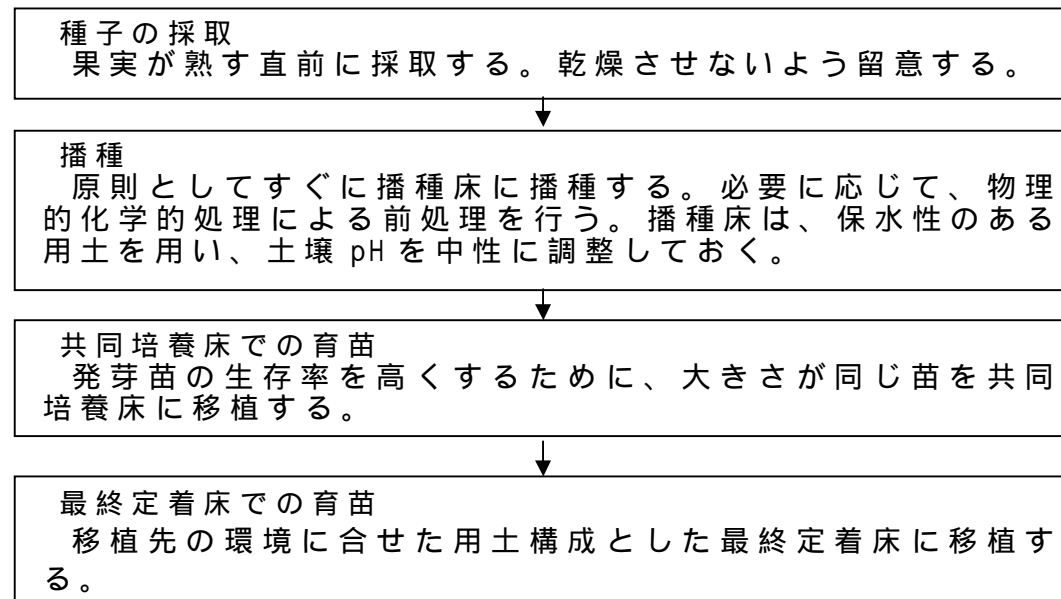 種子の採取
果実が熟す直前に採取する。乾燥させないよう留意する。
播種
原則としてすぐに播種床に播種する。必要に応じて、物理
的化学的処理による前処理を行う。播種床は、保水性のある
用土を用い、土壌 pH を中性に調整しておく。
共同培養床での育苗
発芽苗の生存率を高くするために、大きさが同じ苗を共同
培養床に移植する。
最終定着床での育苗
移植先の環境に合せた用土構成とした最終定着床に移植す
る。